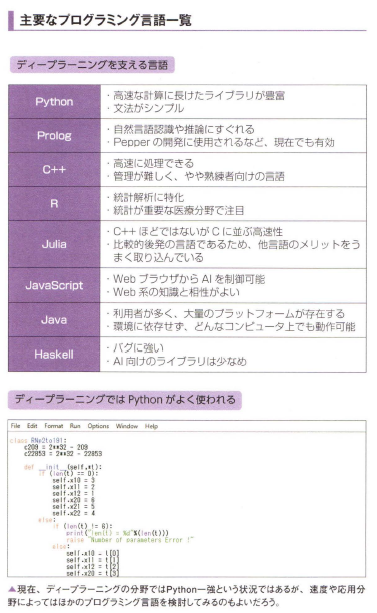 主要なプログラミング言語一覧
ディープラーニングを支える言語
Python
・高速な計算に長けたライブラリが豊富
・文法がシンプル
Prolog
・自然言語認識や推論にすぐれる
・Pepper の開発に使用されるなど、現在でも有効
C++
・高速に処理できる
・管理が難しく、やや熟練者向けの言語
R
・統計解析に特化
・統計が重要な医療分野で注目
Julia
・C++ ほどではないが C に並ぶ高速性
・比較的後発の言語であるため、他言語のメリットをう
まく取り込んでいる
JavaScript
・Web ブラウザから AI を制御可能
・Web 系の知識と相性がよい
Java
・利用者が多く、大量のプラットフォームが存在する
・環境に依存せず、どんなコンピュータ上でも動作可能
Haskell
・バグに強い
・AI 向けのライブラリは少なめ
ディープラーニングでは Python がよく使われる
File Edit Format Run Options Window Help
class RNe2to191:
c209 = 2**32 - 209
c22853 = 2**32 - 22853
def __init__(self,*t):
if (len(t) == 0):
self.x10 = 3
self.x11 = 2
self.x12 = 1
self.x20 = 6
self.x21 = 5
self.x22 = 4
else:
if (len(t) != 6):
print("len(t) = %d"%(len(t)))
raise "Number of parameters Error !"
else:
self.x10 = t[0]
self.x11 = t[1]
self.x12 = t[2]
self.x20 = t[3]
▲現在、ディープラーニングの分野ではPython一強という状況ではあるが、速度や応用分
野によってはほかのプログラミング言語を検討してみるのもよいだろう。